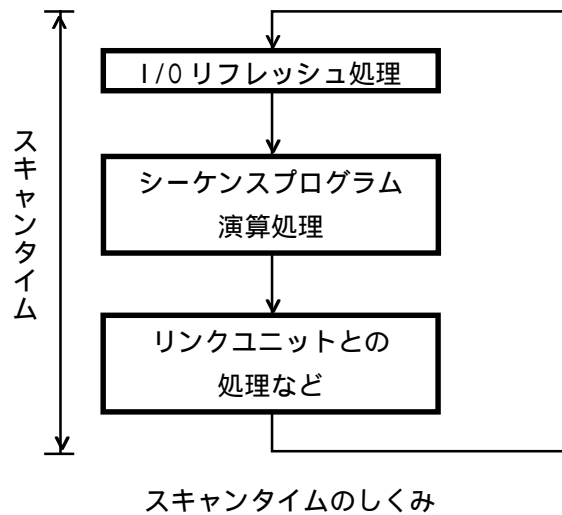 I/Oリフレッシュ処理
スキャンタイム
シーケンスプログラム
演算処理
リンクユニットとの
処理など
スキャンタイムのしくみ